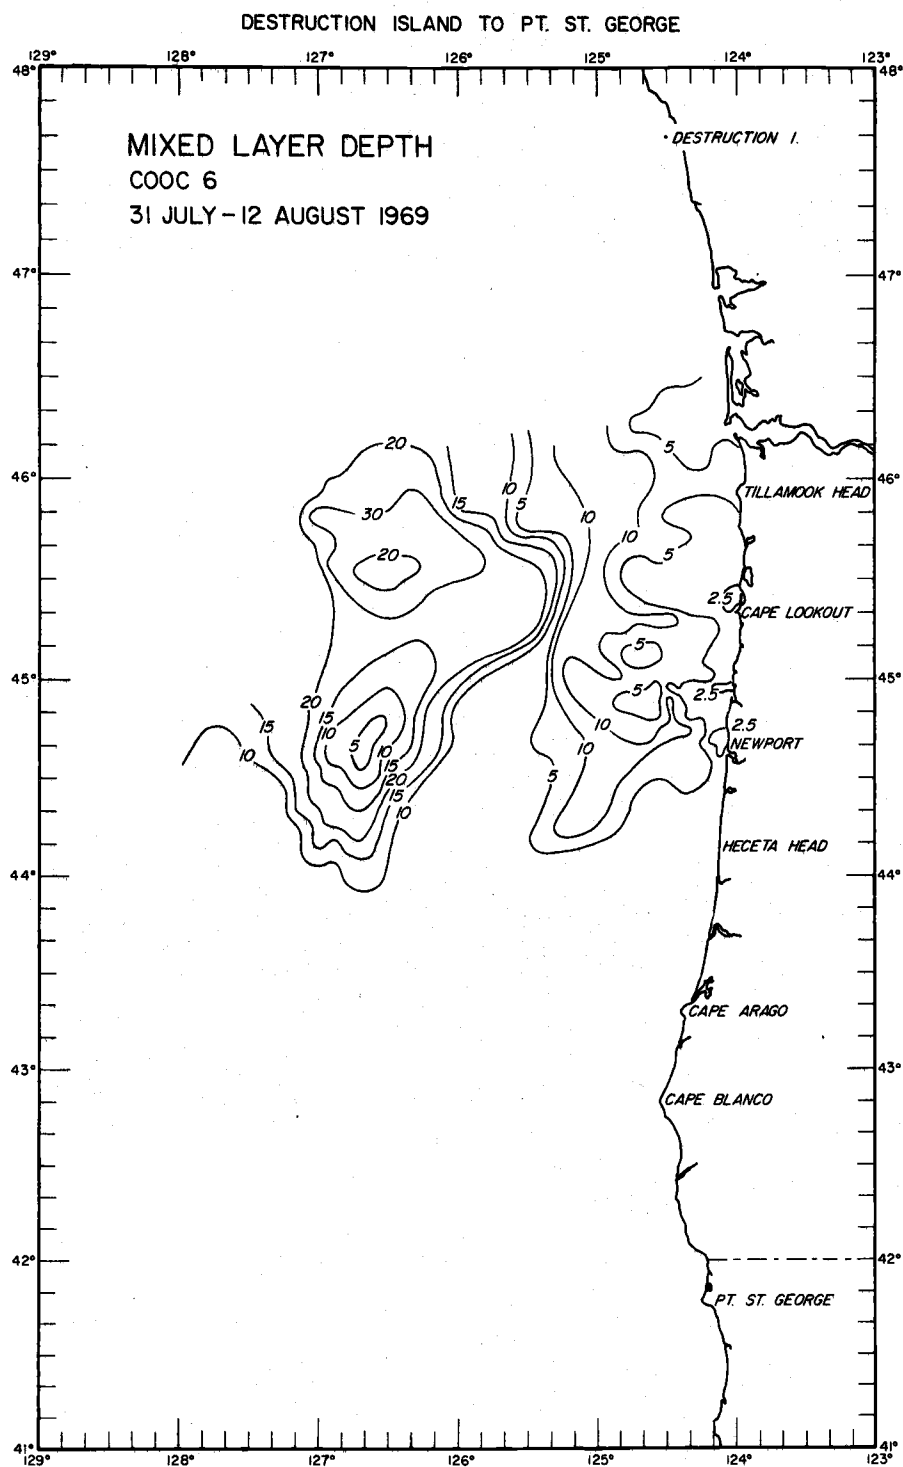 DESTRUCTION ISLAND TO PT. ST. GEORGE
129° 128° 127° 126° 125° 124° 123°
48° 48°
MIXED LAYER DEPTH
COOC 6
31 JULY - 12 AUGUST 1969
DESTRUCTION I.
47° 47°
20
5
46° 46°
15 10 5
TILLAMOOK HEAD
30 10
10
20 5
2.5
CAPE LOOKOUT
5
45° 45°
20 5 2.5
15 15 10 2.5
10 10 5 10 10 NEWPORT
15 5
20
15
10
HECETA HEAD
44° 44°
CAPE ARAGO
43° 43°
CAPE BLANCO
42° 42°
PT. ST. GEORGE
41° 41°
129° 128° 127° 126° 125° 124° 123°